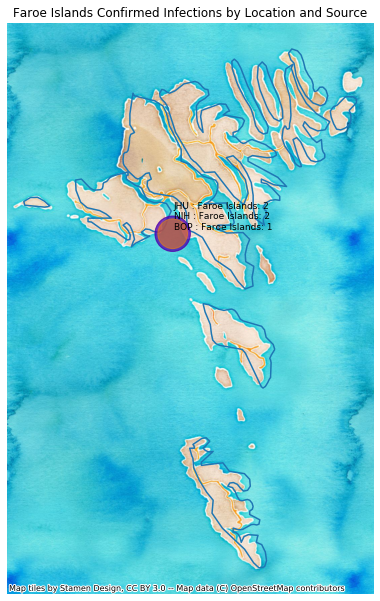 Faroe Islands Confirmed Infections by Location and Source
JHU : Faroe Islands: 2
NIH : Faroe Islands: 2
BOP : Faroe Islands: 1
Map tiles by Stamen Design, CC BY 3.0 -- Map data (C) OpenStreetMap contributors